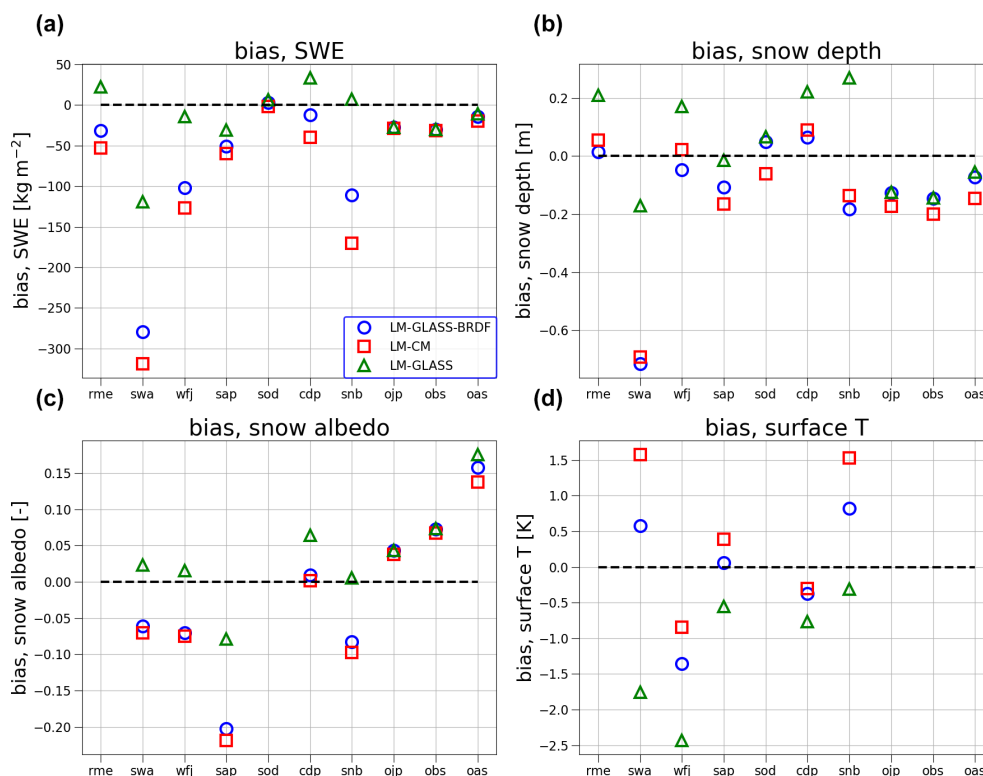 (a)
bias, SWE
bias, SWE [kg m−2]
50
0
−50
−100
−150
−200
−250
−300
rme swa wfj sap sod cdp snb ojp obs oas
LM-GLASS-BRDF
LM-CM
LM-GLASS
(b)
bias, snow depth
bias, snow depth [m]
0.2
0.0
−0.2
−0.4
−0.6
rme swa wfj sap sod cdp snb ojp obs oas
(c)
bias, snow albedo
bias, snow albedo [-]
0.15
0.10
0.05
0.00
−0.05
−0.10
−0.15
−0.20
rme swa wfj sap sod cdp snb ojp obs oas
(d)
bias, surface T
bias, surface T [K]
1.5
1.0
0.5
0.0
−0.5
−1.0
−1.5
−2.0
−2.5
rme swa wfj sap sod cdp snb ojp obs oas